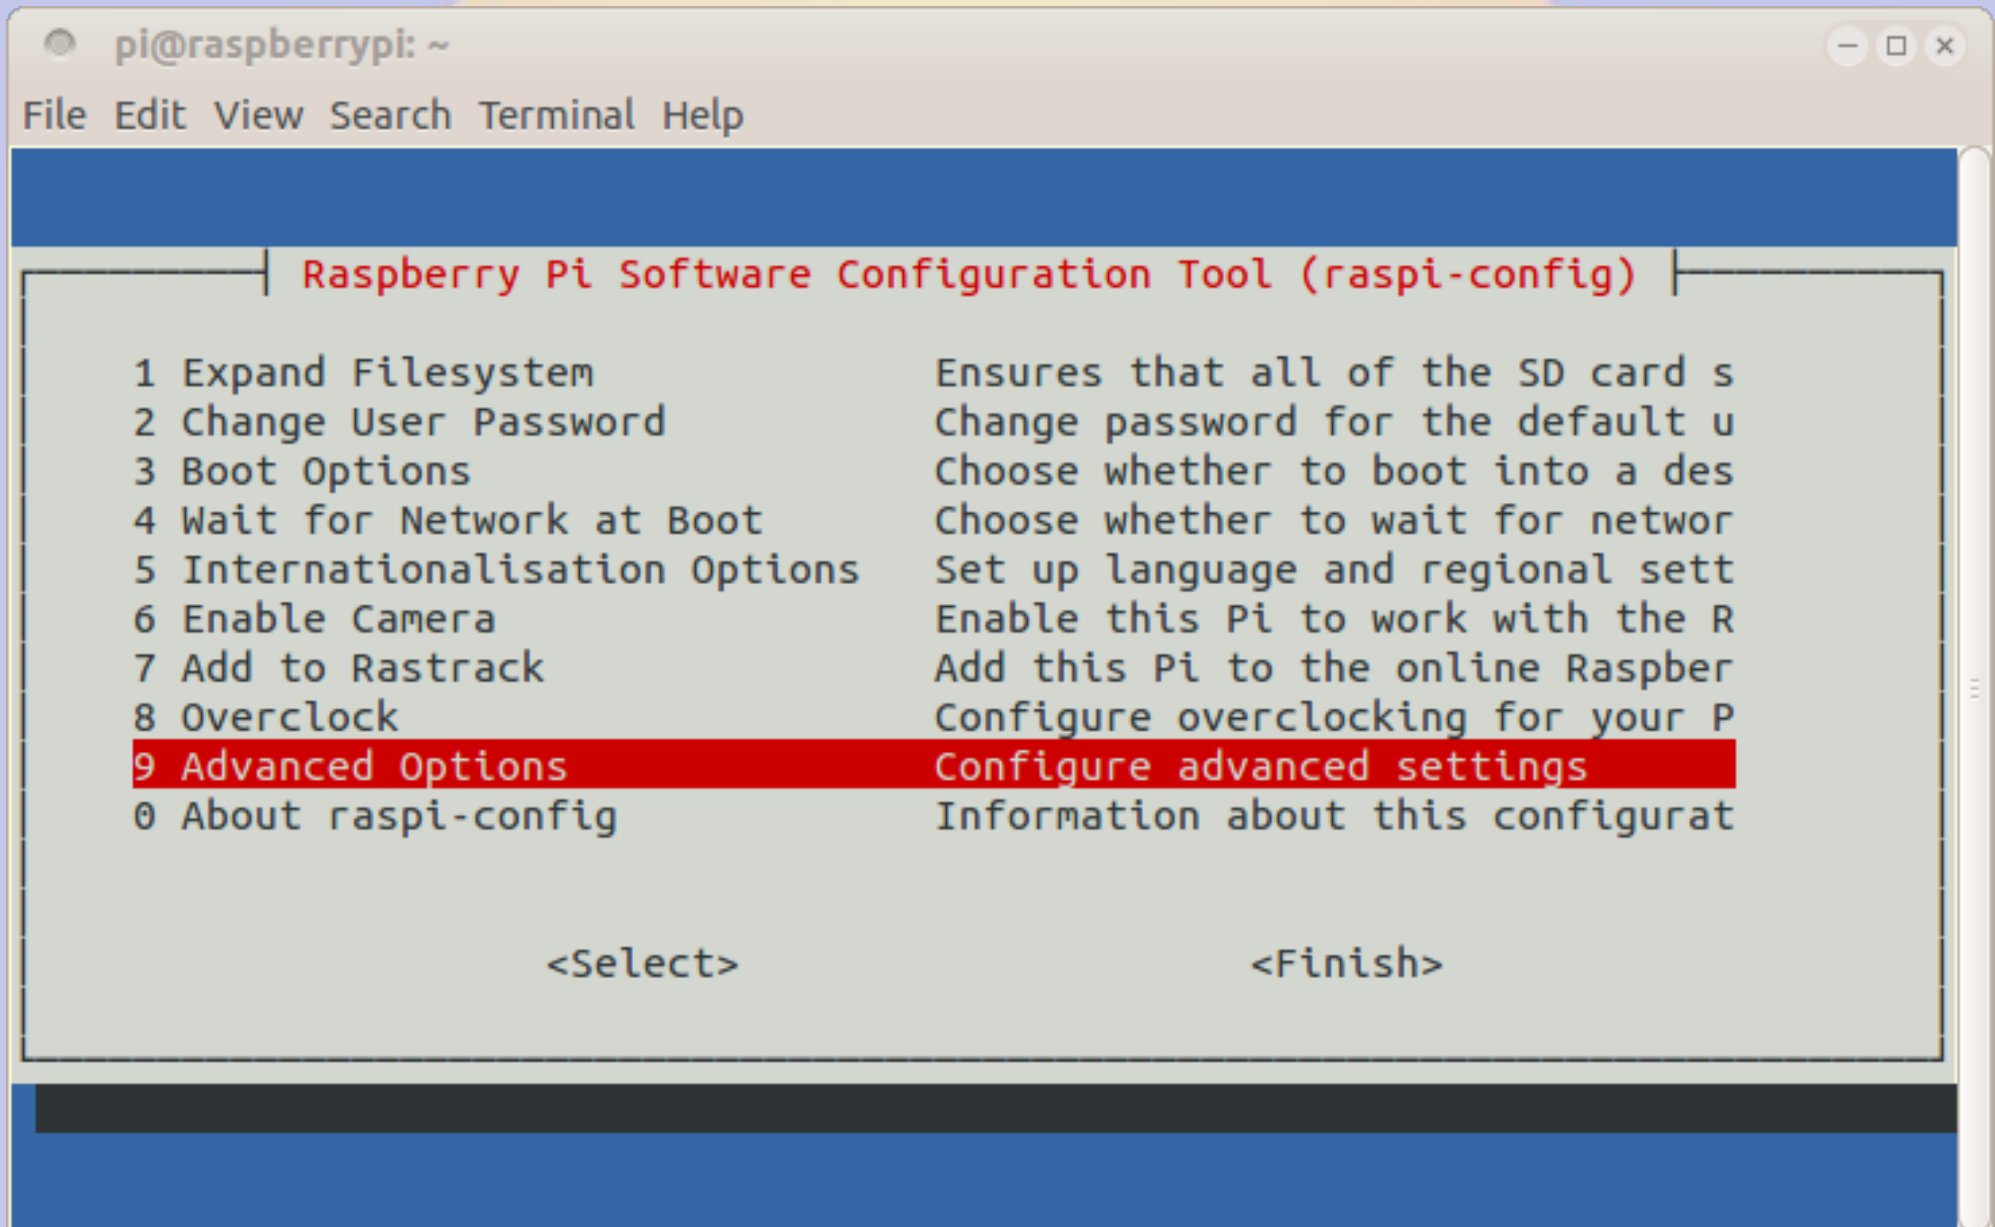 pi@raspberrypi: ~
File Edit View Search Terminal Help
Raspberry Pi Software Configuration Tool (raspi-config)
1 Expand Filesystem Ensures that all of the SD card s
2 Change User Password Change password for the default u
3 Boot Options Choose whether to boot into a des
4 Wait for Network at Boot Choose whether to wait for networ
5 Internationalisation Options Set up language and regional sett
6 Enable Camera Enable this Pi to work with the R
7 Add to Rastrack Add this Pi to the online Raspber
8 Overclock Configure overclocking for your P
9 Advanced Options Configure advanced settings
0 About raspi-config Information about this configurat
<Select> <Finish>